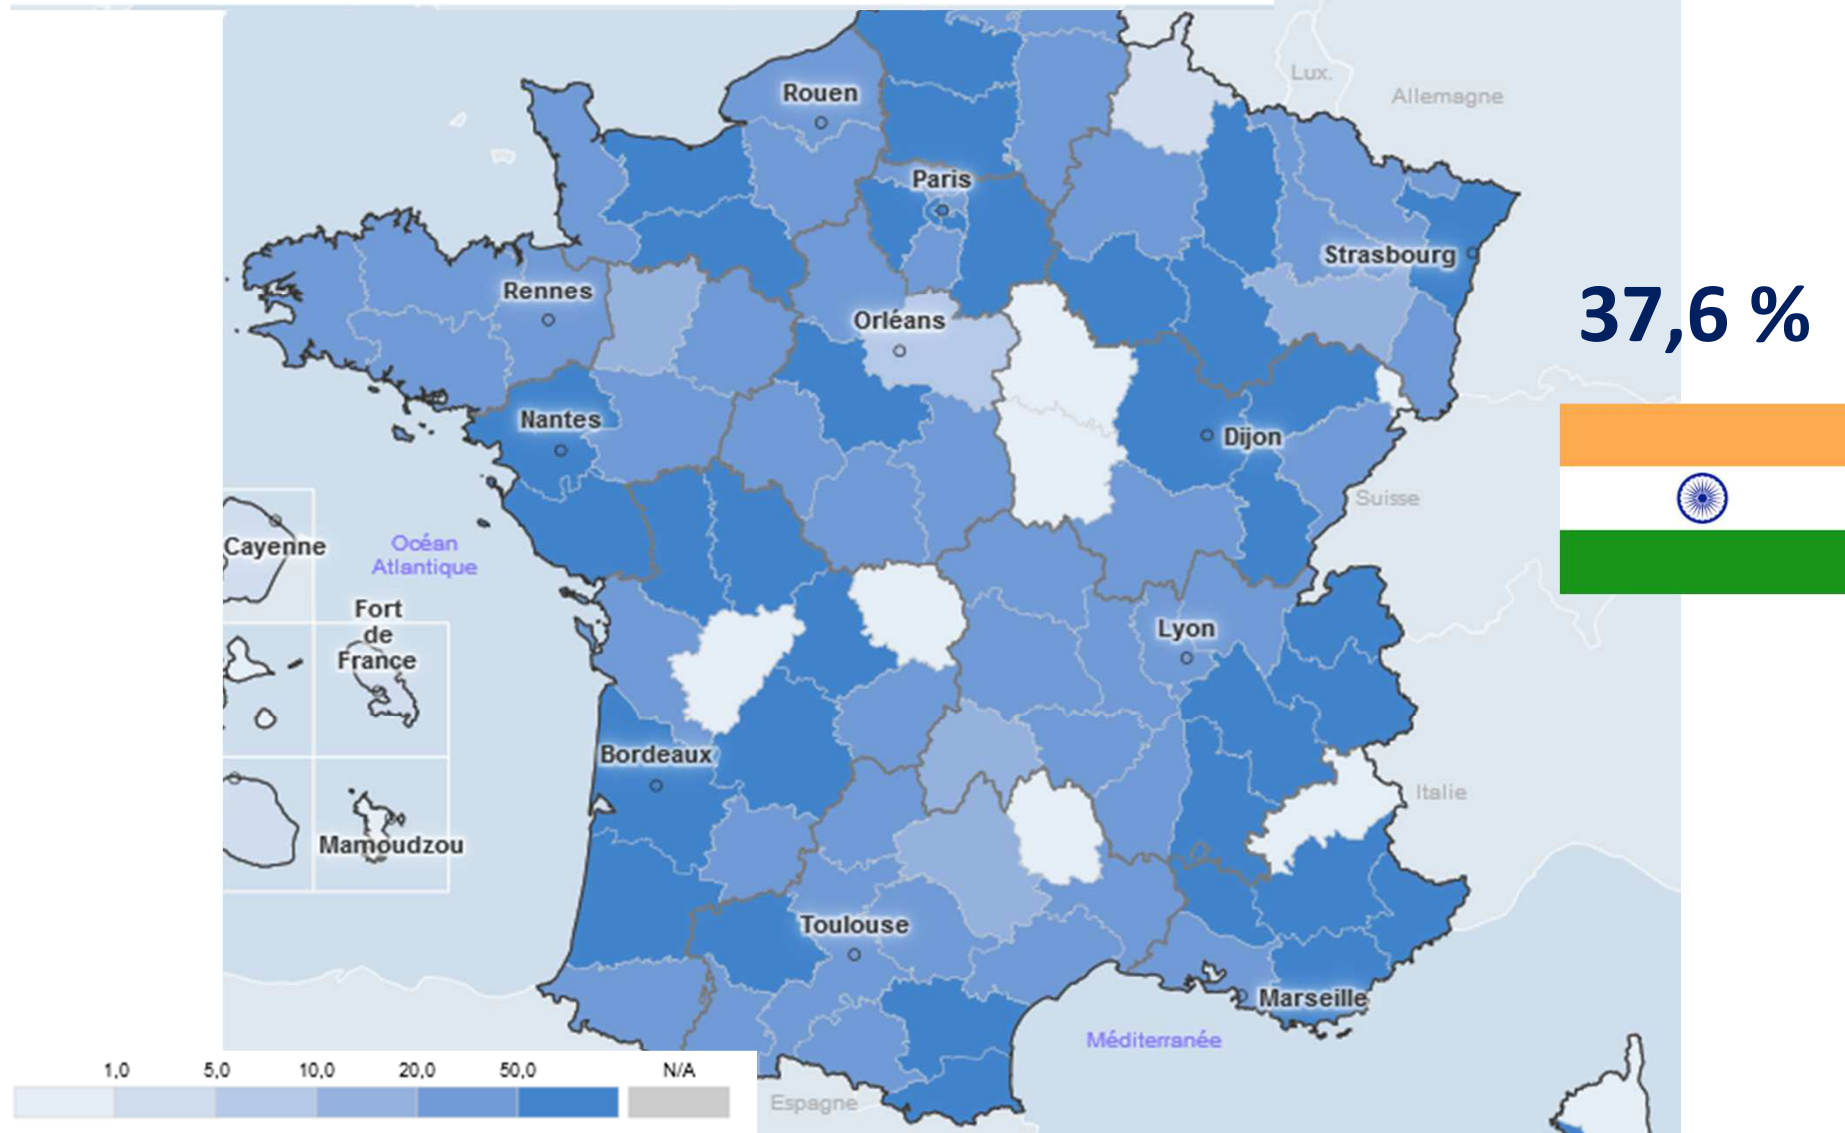 Lux.
Allemagne
Rouen
Paris
Strasbourg
Rennes
Orléans
37,6 %
Nantes
Dijon
Suisse
Cayenne
Océan
Atlantique
Fort
de
France
Lyon
Bordeaux
Italie
Mamoudzou
Toulouse
Marseille
Méditerranée
1,0 5,0 10,0 20,0 50,0 N/A
Espagne